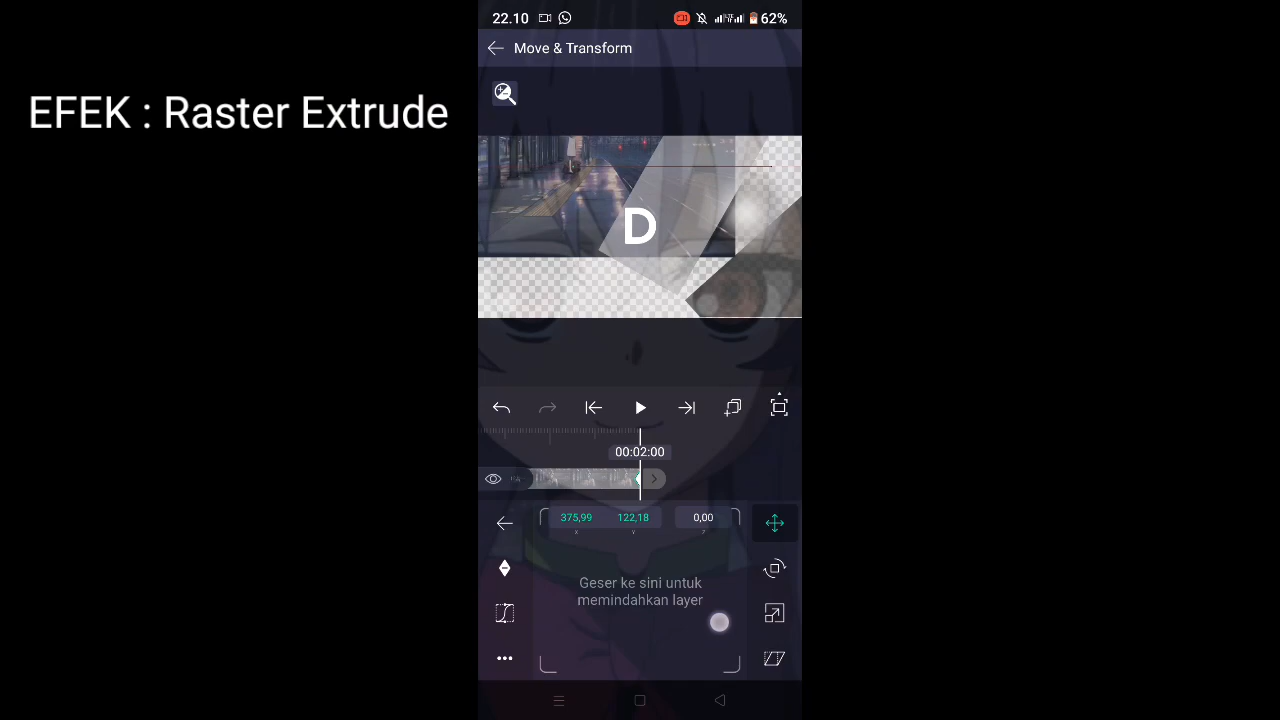 22.10
62%
Move & Transform
EFEK : Raster Extrude
D
00:02:00
375,99 122,18 0,00
X Y Z
Geser ke sini untuk
memindahkan layer